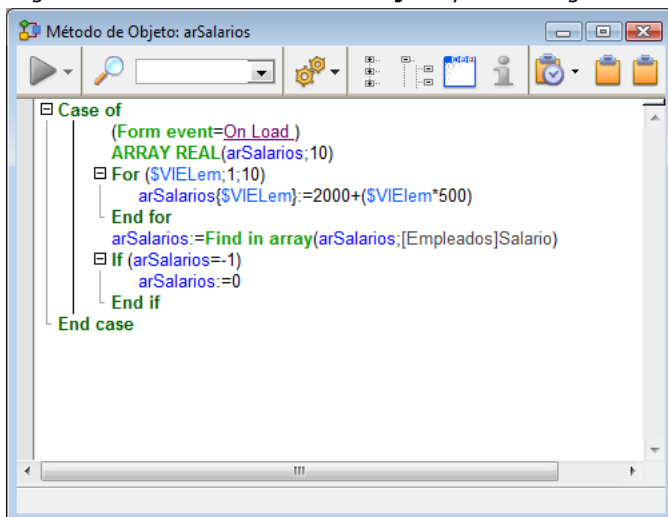 Método de Objeto: arSalarios
Case of
(Form event=On Load )
ARRAY REAL(arSalarios;10)
For ($VIELem;1;10)
arSalarios{$VIELem}:=2000+($VIElem*500)
End for
arSalarios:=Find in array(arSalarios;[Empleados]Salario)
If (arSalarios=-1)
arSalarios:=0
End if
End case